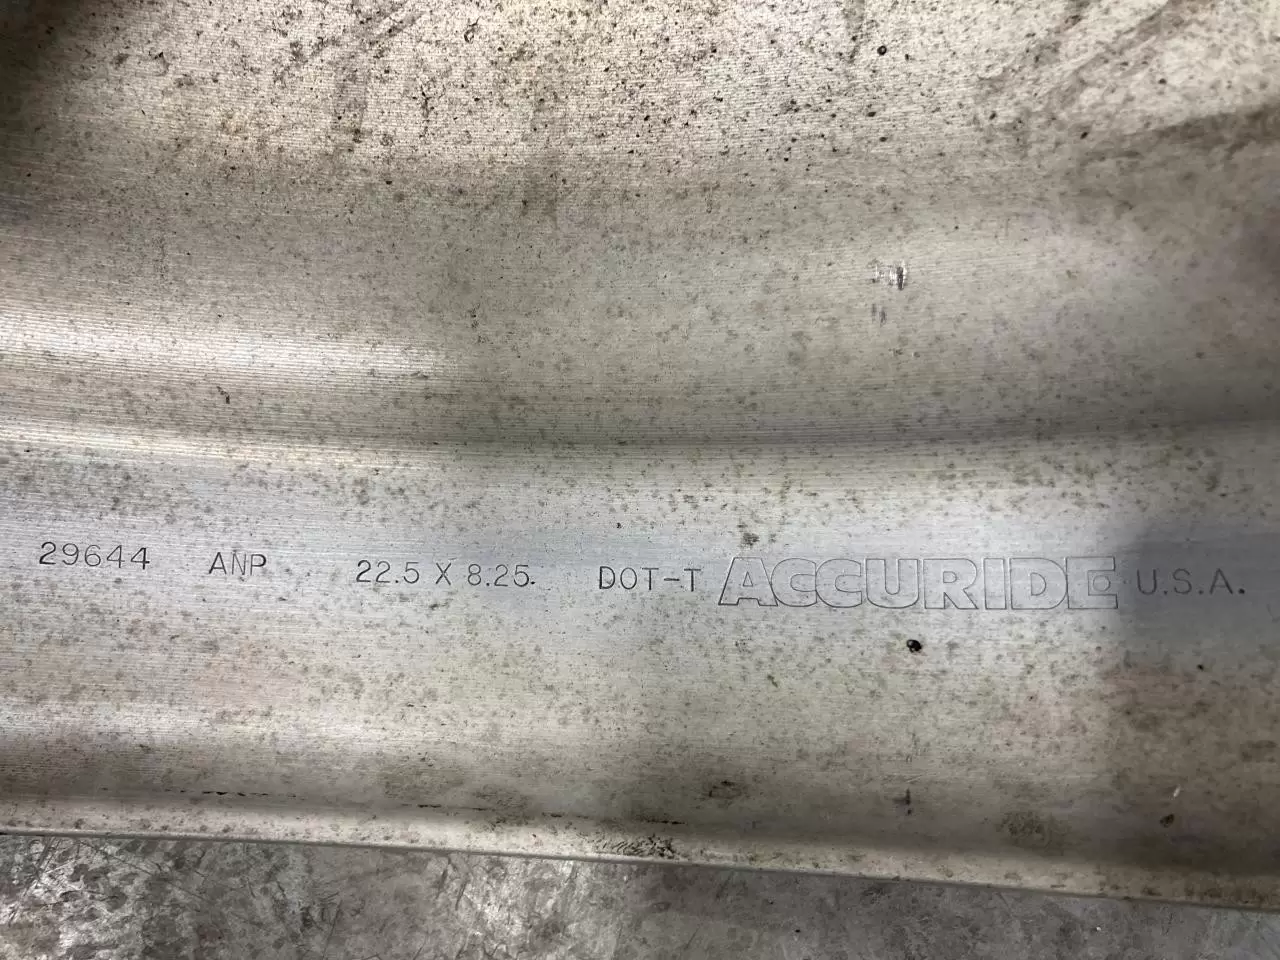 29644 ANP 22.5 X 8.25. DOT-T ACCURIDE U.S.A.